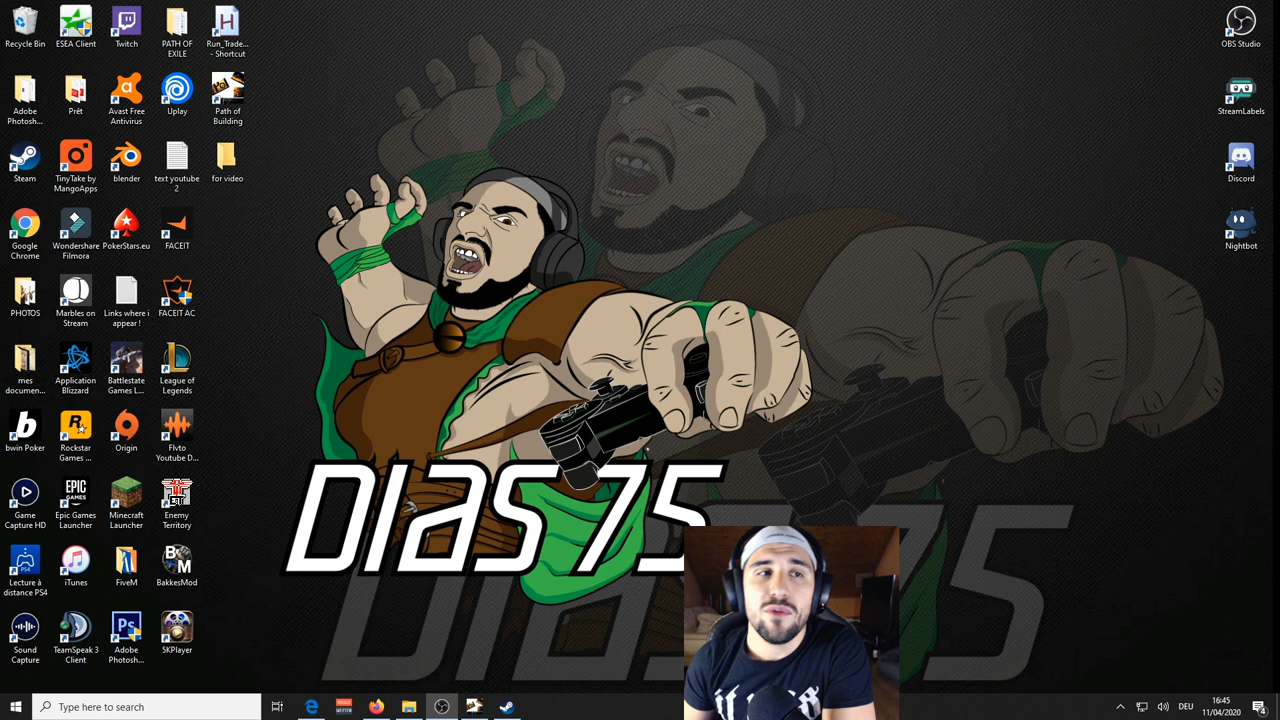 Recycle Bin
ESEA Client
Twitch
PATH OF
EXILE
Run_Trade...
- Shortcut
Adobe
Photosh...
Prêt
Avast Free
Antivirus
Uplay
Path of
Building
Steam
TinyTake by
MangoApps
blender
text youtube
2
for video
Google
Chrome
Wondershare
Filmora
PokerStars.eu
FACEIT
PHOTOS
Marbles on
Stream
Links where i
appear !
FACEIT AC
mes
documen...
Application
Blizzard
Battlestate
Games L...
League of
Legends
bwin Poker
Rockstar
Games ...
Origin
Flvto
Youtube D...
Game
Capture HD
EPIC
GAMES
Epic Games
Launcher
Minecraft
Launcher
Enemy
Territory
Lecture à
distance PS4
iTunes
FiveM
BakkesMod
Sound
Capture
TeamSpeak 3
Client
Adobe
Photosh...
5KPlayer
OBS Studio
StreamLabels
Discord
Nightbot
DIAS 75
Type here to search
DEU
16:45
11/04/2020
4